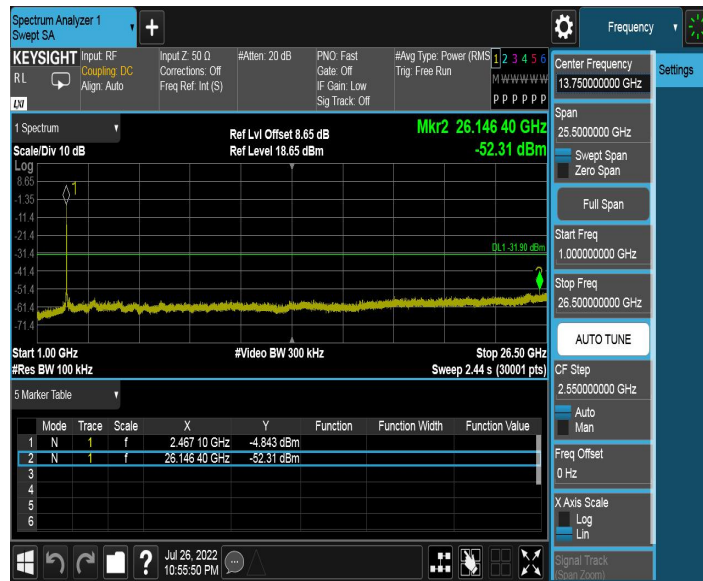 Spectrum Analyzer 1
Swept SA
+
Frequency
KEYSIGHT
RL
LXI
Input: RF
Coupling: DC
Align: Auto
Input Z: 50 Ω
Corrections: Off
Freq Ref: Int (S)
#Atten: 20 dB
PNO: Fast
Gate: Off
IF Gain: Low
Sig Track: Off
#Avg Type: Power (RMS
Trig: Free Run
1 2 3 4 5 6
M W W W W W
P P P P P P
1 Spectrum
Scale/Div 10 dB
Ref Lvl Offset 8.65 dB
Ref Level 18.65 dBm
Mkr2 26.146 40 GHz
-52.31 dBm
Log
8.65
-1.35
-11.4
-21.4
-31.4
-41.4
-51.4
-61.4
-71.4
1
DL1 -31.90 dBm
2
Start 1.00 GHz
#Video BW 300 kHz
Stop 26.50 GHz
#Res BW 100 kHz
Sweep 2.44 s (30001 pts)
5 Marker Table
Mode Trace Scale X Y Function Function Width Function Value
1 N 1 f 2.467 10 GHz -4.843 dBm
2 N 1 f 26.146 40 GHz -52.31 dBm
3
4
5
6
?
Jul 26, 2022
10:55:50 PM
Center Frequency
13.750000000 GHz
Settings
Span
25.5000000 GHz
Swept Span
Zero Span
Full Span
Start Freq
1.000000000 GHz
Stop Freq
26.500000000 GHz
AUTO TUNE
CF Step
2.550000000 GHz
Auto
Man
Freq Offset
0 Hz
X Axis Scale
Log
Lin
Signal Track
(Span Zoom)